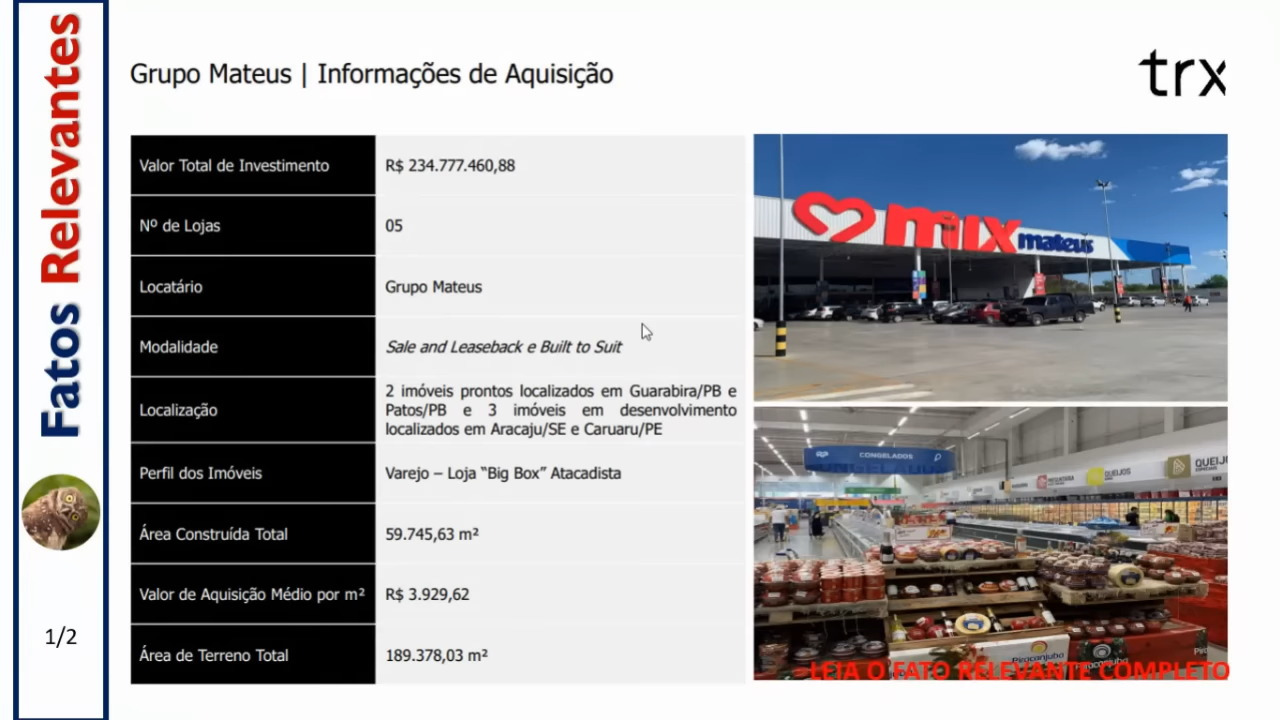 Fatos Relevantes
1/2
Grupo Mateus | Informações de Aquisição
trx
Valor Total de Investimento
R$ 234.777.460,88
Nº de Lojas
05
Locatário
Grupo Mateus
Modalidade
Sale and Leaseback e Built to Suit
Localização
2 imóveis prontos localizados em Guarabira/PB e
Patos/PB e 3 imóveis em desenvolvimento
localizados em Aracaju/SE e Caruaru/PE
Perfil dos Imóveis
Varejo – Loja “Big Box” Atacadista
Área Construída Total
59.745,63 m²
Valor de Aquisição Médio por m²
R$ 3.929,62
Área de Terreno Total
189.378,03 m²
mix mateus
CONGELADOS
QUEIJOS
QUEIJO
Piracanjuba
Piracanjuba
LEIA O FATO RELEVANTE COMPLETO